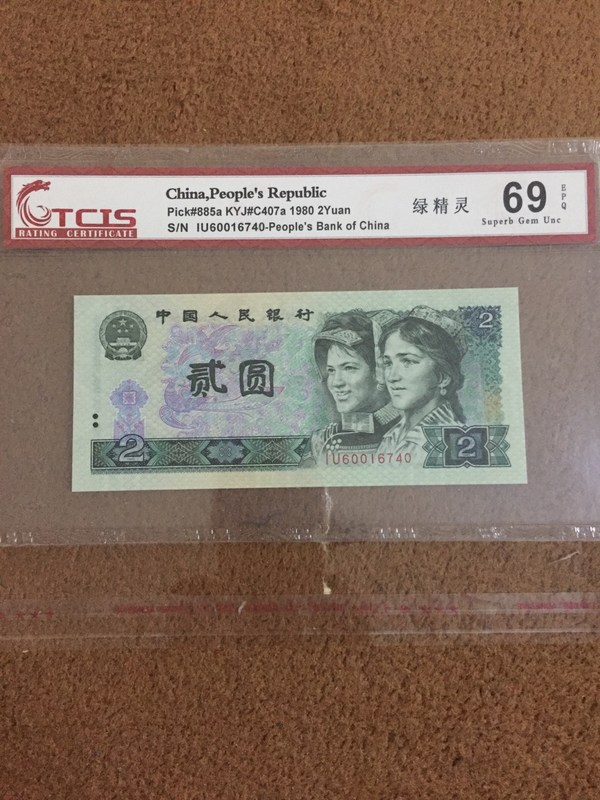 TCIS
RATING CERTIFICATE
China,People's Republic
Pick#885a KYJ#C407a 1980 2Yuan
S/N IU60016740-People's Bank of China
绿精灵
69
EPQ
Superb Gem Unc
中国人民银行
2
贰圆
2
IU60016740
2